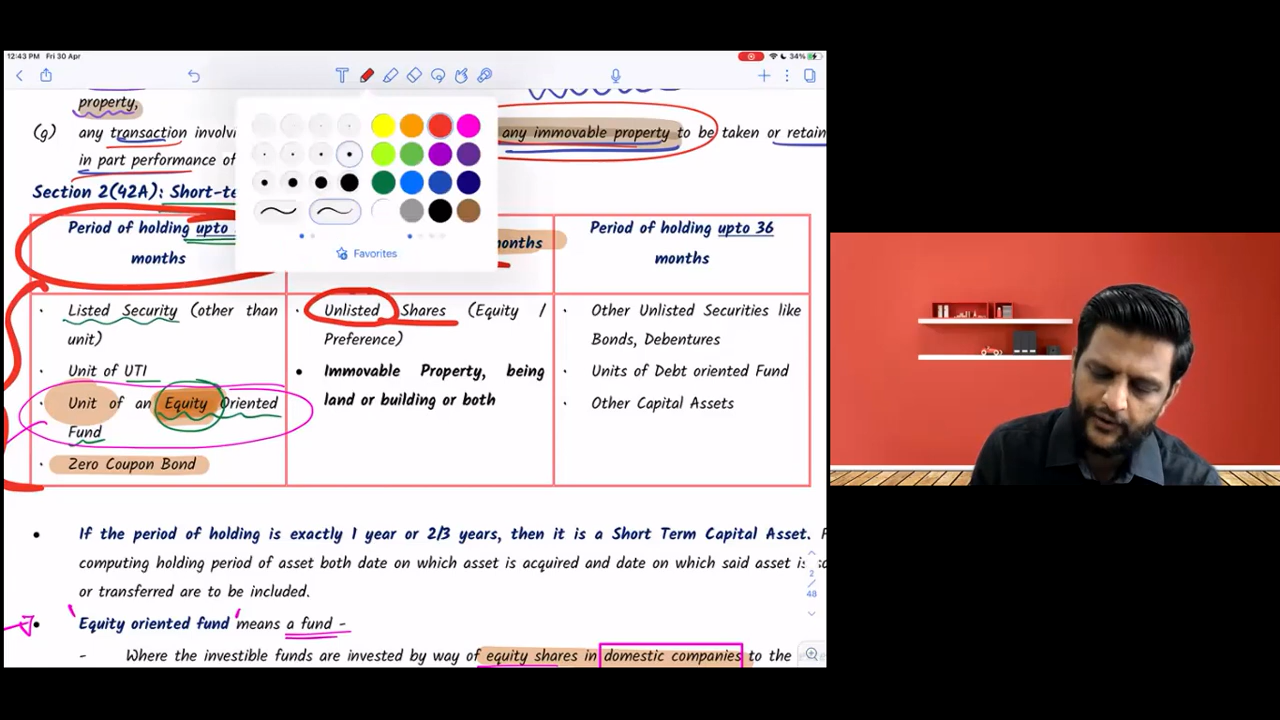 12:43 PM Fri 30 Apr
34%
T
property,
(g) any transaction any immovable property to be taken or
in part performance of
Section 2(42A):
Period of holding upto
months
months
Period of holding upto 36
months
· Listed Security (other than
unit)
· Unit of UTI
· Unit of an Equity Oriented
Fund
· Zero Coupon Bond
· Unlisted Shares (Equity /
Preference)
• Immovable Property, being
land or building or both
· Other Unlisted Securities like
Bonds, Debentures
· Units of Debt oriented Fund
· Other Capital Assets
Favorites
• If the period of holding is exactly 1 year or 2/3 years, then it is a Short Term Capital Asset.
computing holding period of asset both date on which asset is acquired and date on which said asset is
or transferred are to be included.
• 'Equity oriented fund' means a fund -
- Where the investible funds are invested by way of equity shares in domestic companies to the
2
/
48